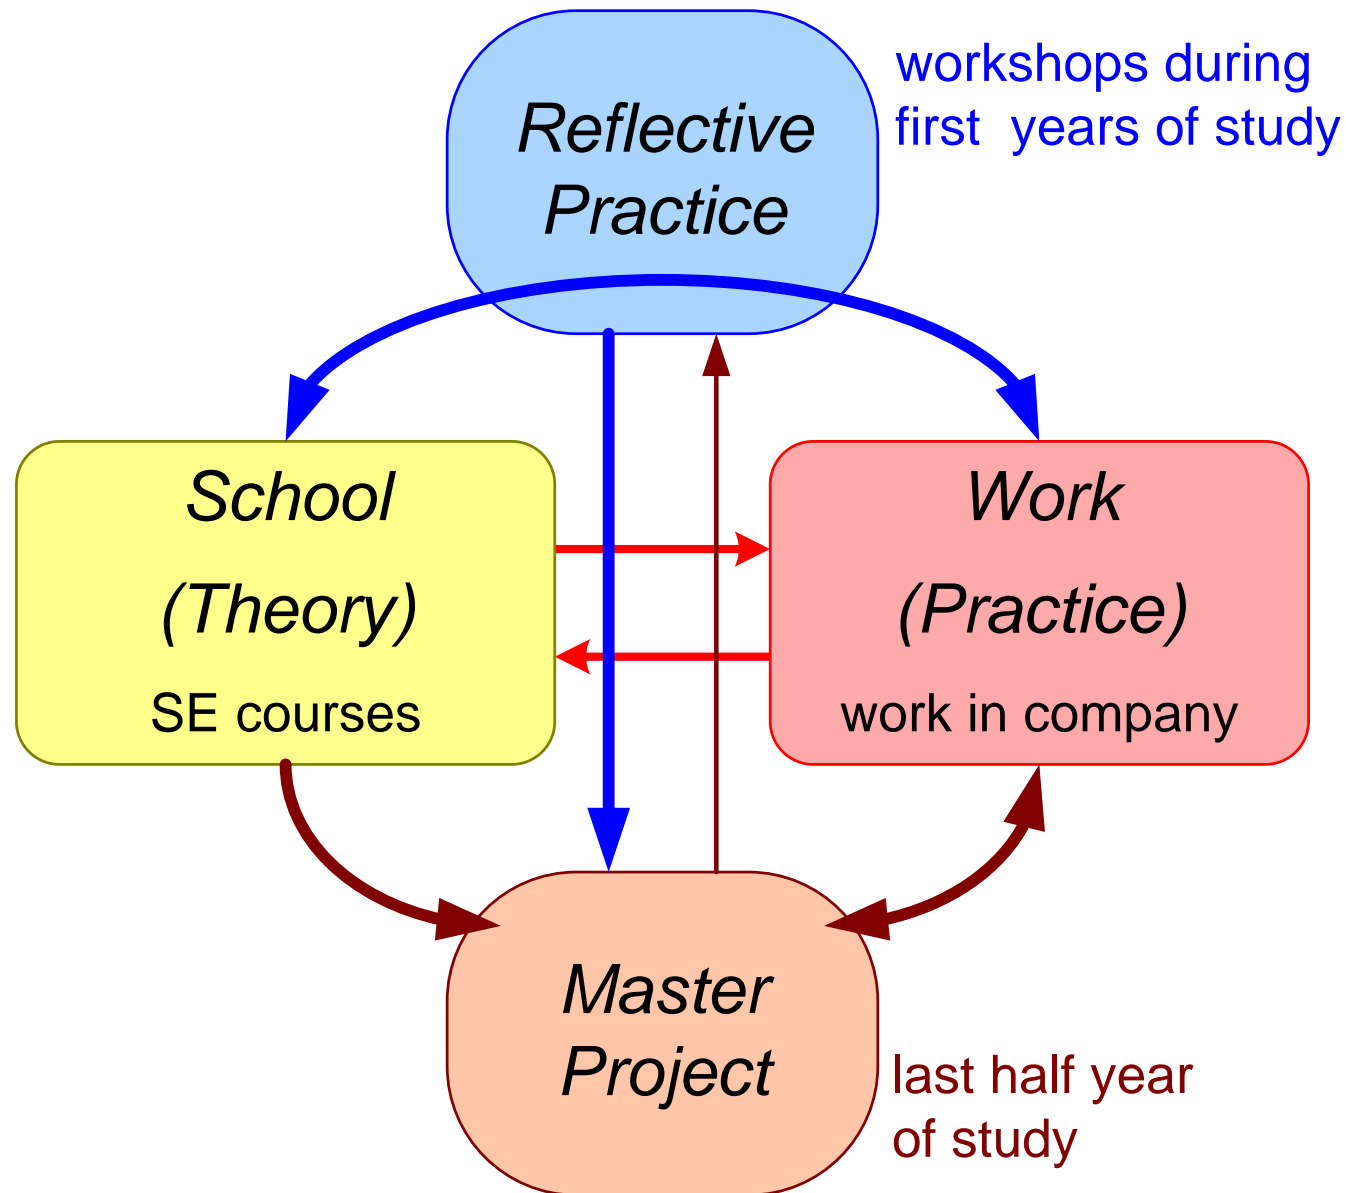 Reflective
Practice
workshops during
first years of study
School
(Theory)
SE courses
Work
(Practice)
work in company
Master
Project
last half year
of study